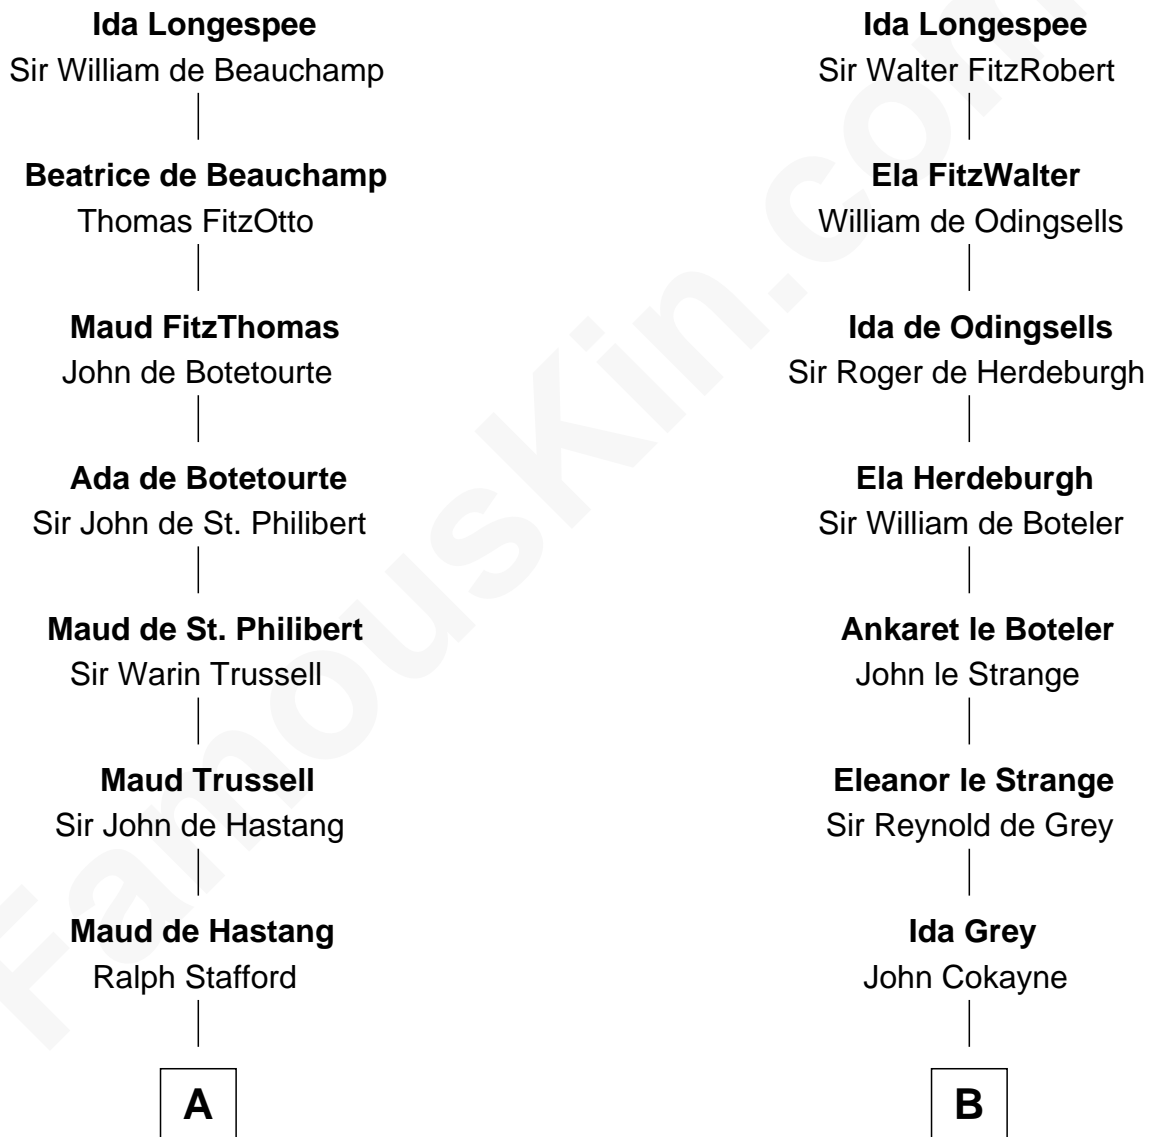 Ida Longespee
Sir William de Beauchamp
Beatrice de Beauchamp
Thomas FitzOtto
Maud FitzThomas
John de Botetourte
Ada de Botetourte
Sir John de St. Philibert
Maud de St. Philibert
Sir Warin Trussell
Maud Trussell
Sir John de Hastang
Maud de Hastang
Ralph Stafford
A
Ida Longespee
Sir Walter FitzRobert
Ela FitzWalter
William de Odingsells
Ida de Odingsells
Sir Roger de Herdeburgh
Ela Herdeburgh
Sir William de Boteler
Ankaret le Boteler
John le Strange
Eleanor le Strange
Sir Reynold de Grey
Ida Grey
John Cokayne
B
FamousKin.com